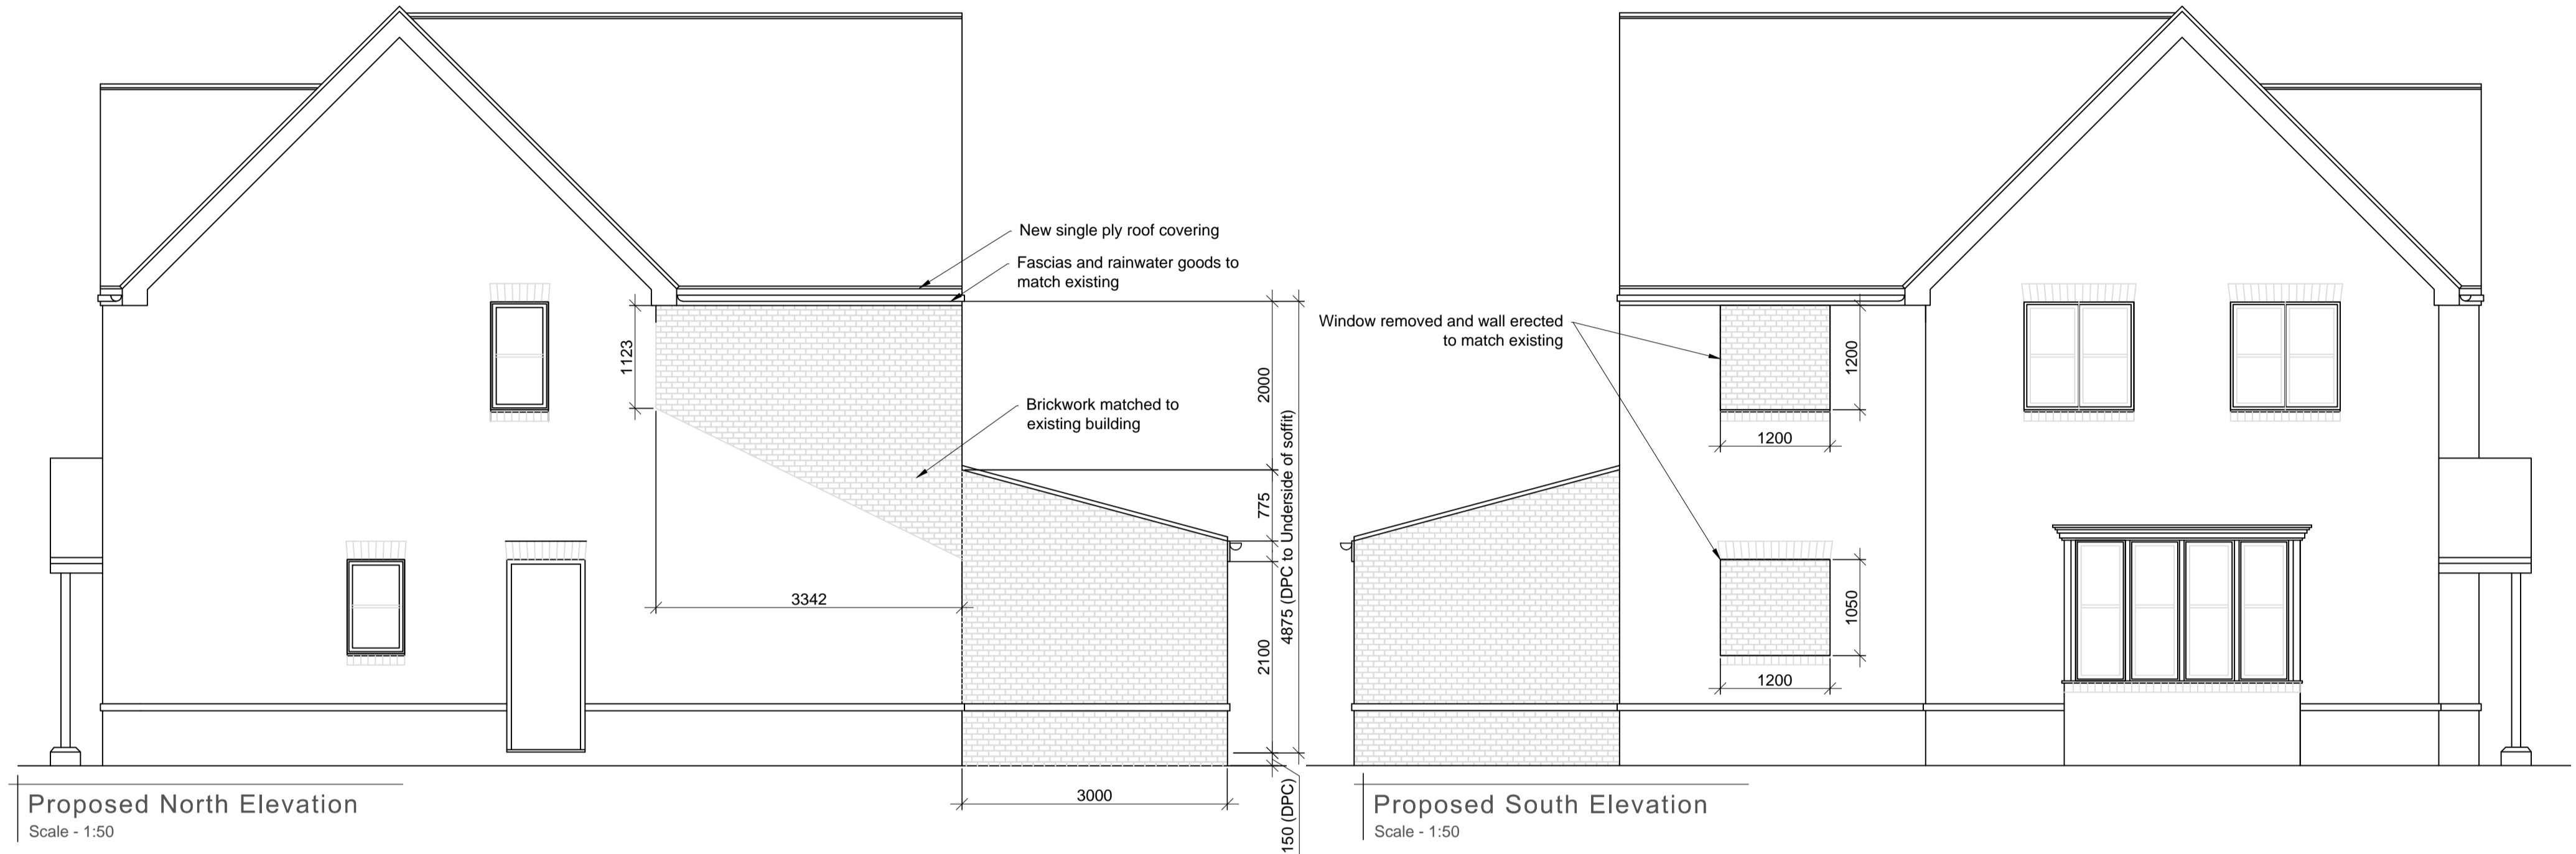 New single ply roof covering
Fascias and rainwater goods to
match existing
1123
Brickwork matched to
existing building
3342
2000
775
2100
4875 (DPC to Underside of soffit)
150 (DPC)
3000
Proposed North Elevation
Scale - 1:50
Window removed and wall erected
to match existing
1200
1200
1050
1200
Proposed South Elevation
Scale - 1:50